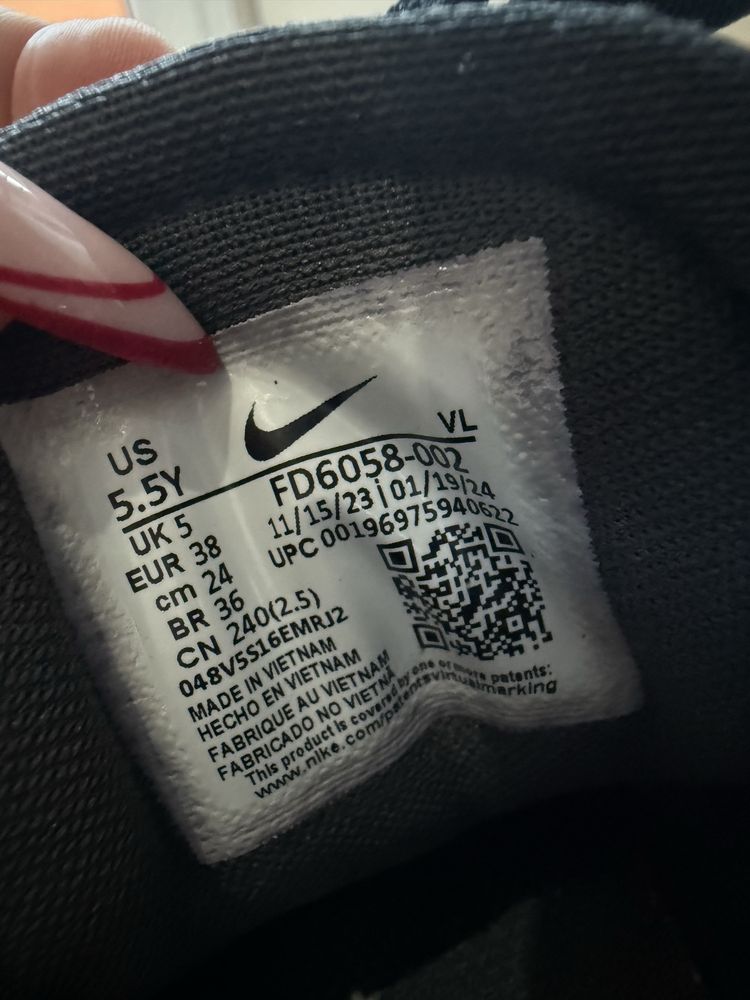 US
5.5Y
VL
UK 5
EUR 38
cm 24
BR 36
CN 240(2.5)
FD6058-002
11/15/23 | 01/19/24
UPC 00196975940622
048V5S16EMRJ2
MADE IN VIETNAM
HECHO EN VIETNAM
FABRIQUE AU VIETNAM
FABRICADO NO VIETNA
This product is covered by one or more patents:
www.nike.com/patentsvirtualmarking